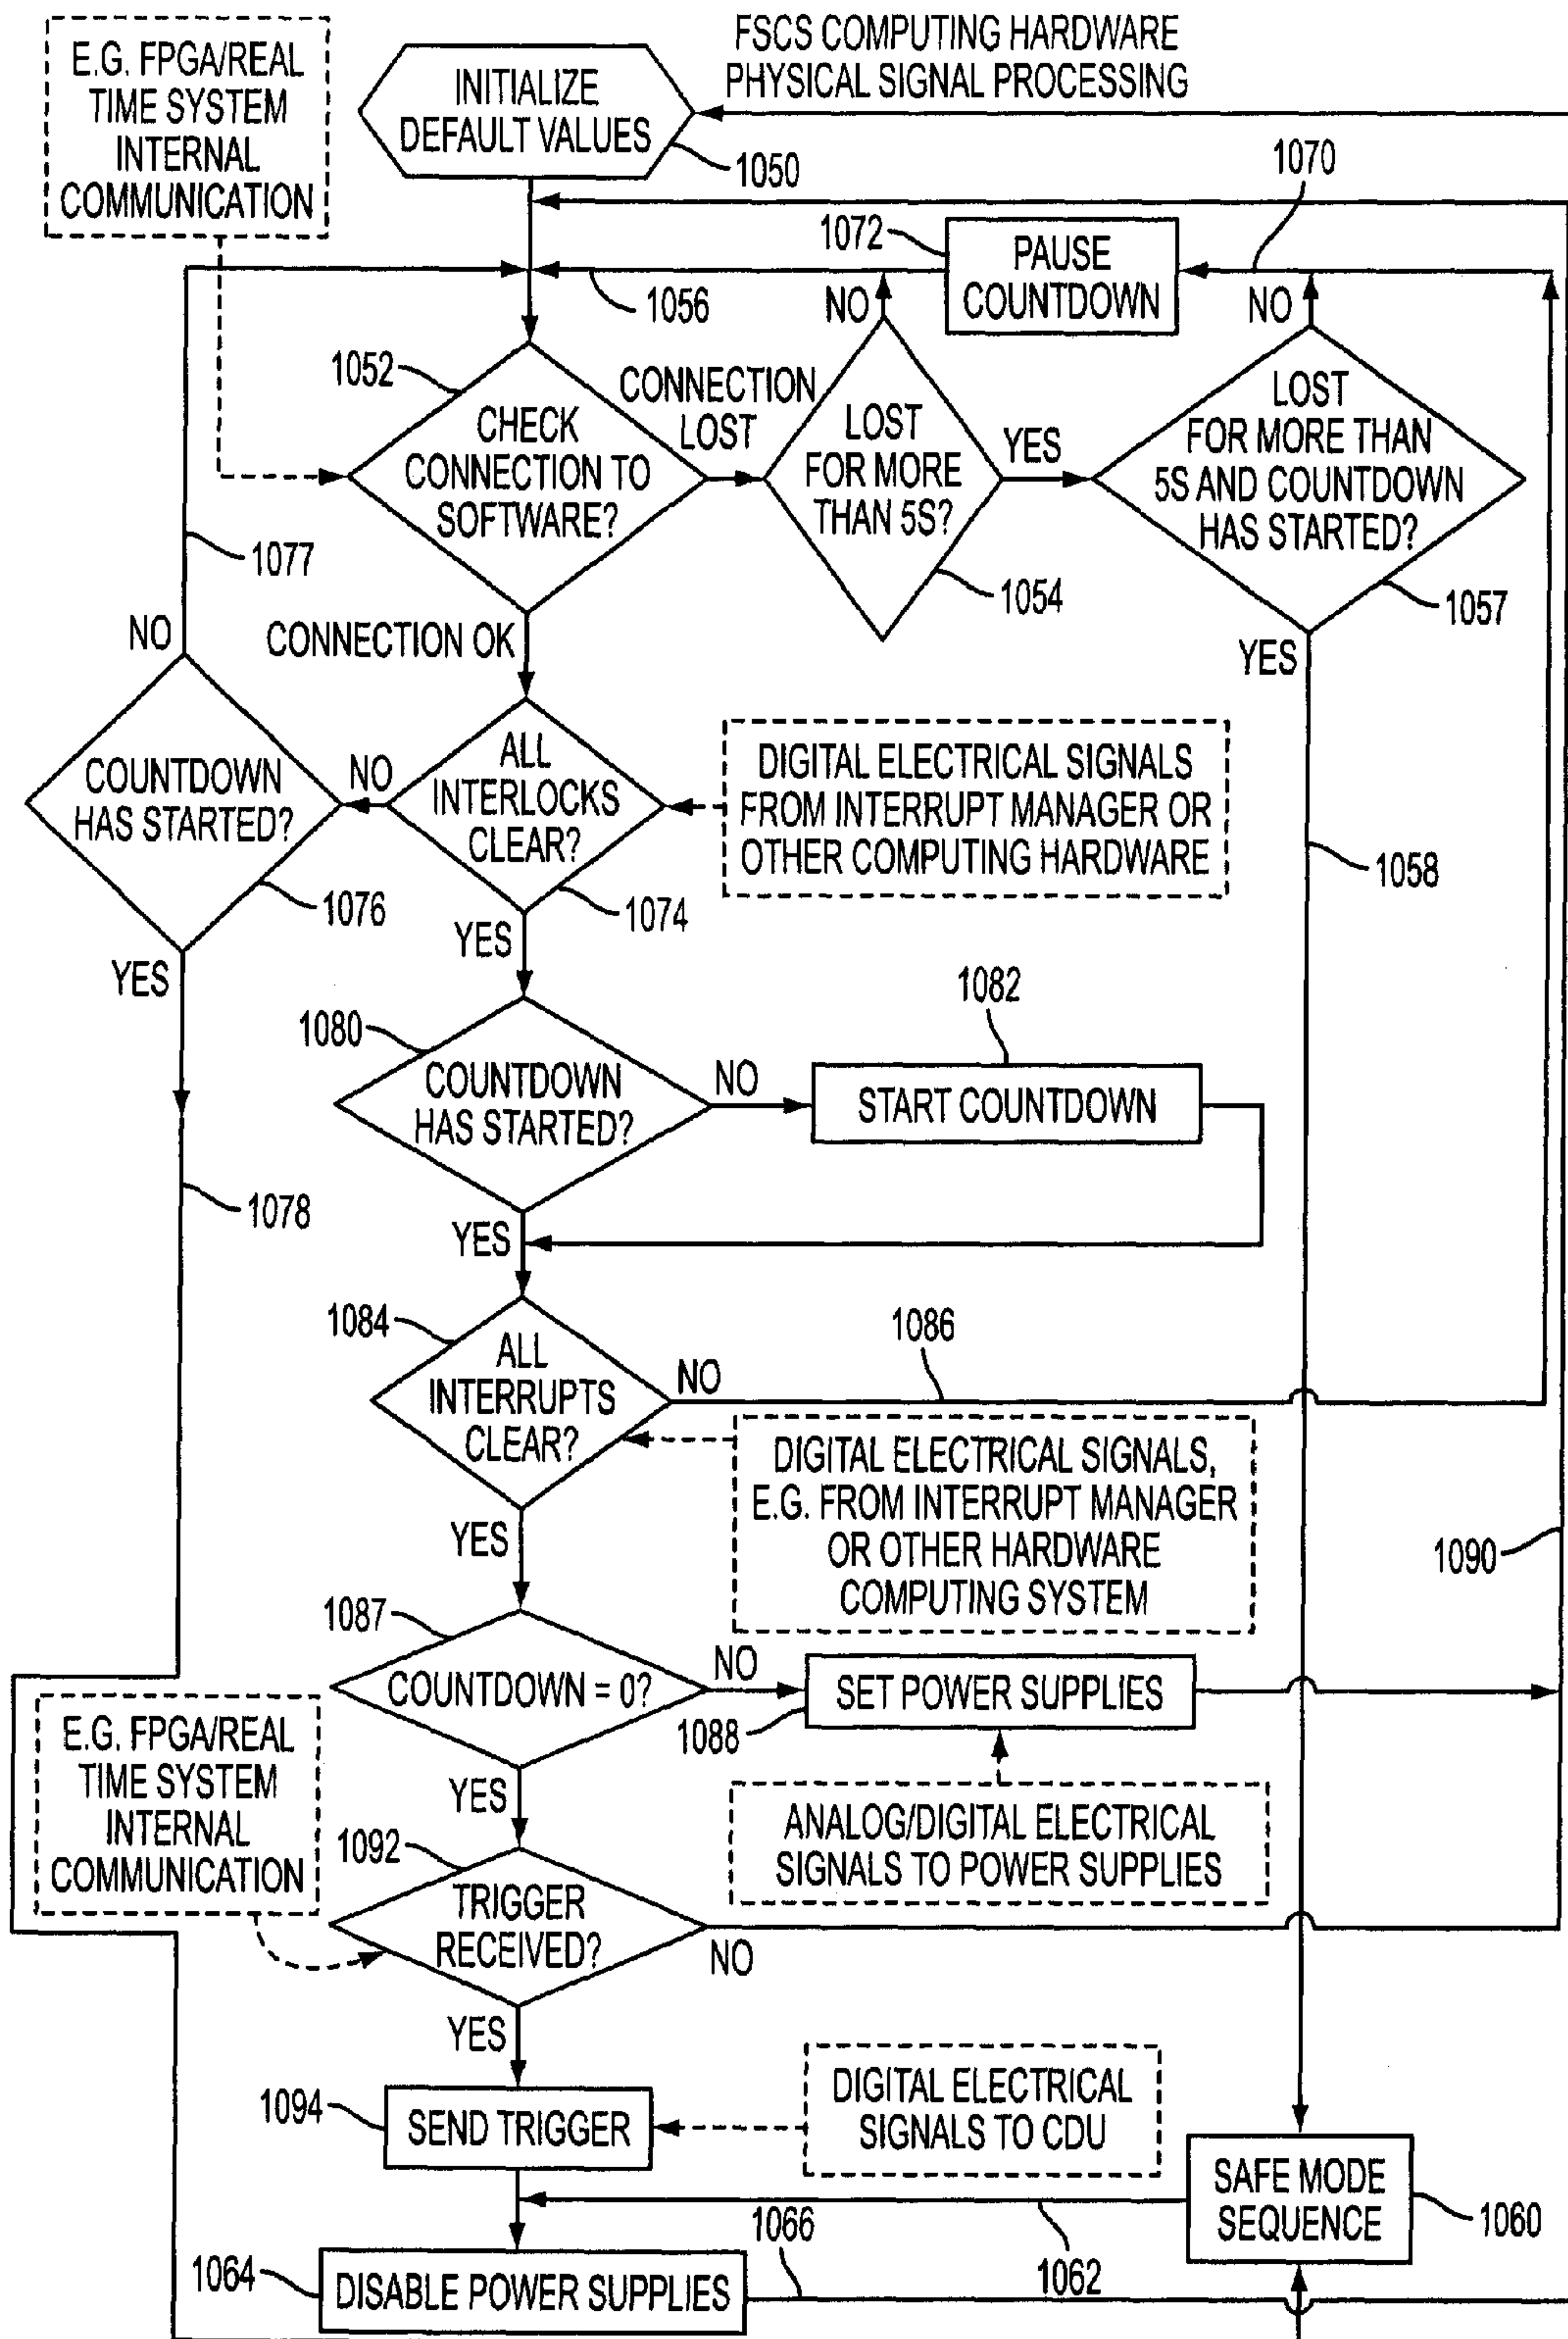 FSCS COMPUTING HARDWARE
PHYSICAL SIGNAL PROCESSING
E.G. FPGA/REAL
TIME SYSTEM
INTERNAL
COMMUNICATION
INITIALIZE
DEFAULT VALUES
1050
1070
1072
PAUSE
COUNTDOWN
1056
NO
NO
1052
CHECK
CONNECTION TO
SOFTWARE?
CONNECTION
LOST
LOST
FOR MORE
THAN 5S?
YES
1054
LOST
FOR MORE THAN
5S AND COUNTDOWN
HAS STARTED?
1057
1077
NO
CONNECTION OK
YES
COUNTDOWN
HAS STARTED?
1076
NO
ALL
INTERLOCKS
CLEAR?
1074
DIGITAL ELECTRICAL SIGNALS
FROM INTERRUPT MANAGER OR
OTHER COMPUTING HARDWARE
1058
YES
YES
1080
COUNTDOWN
HAS STARTED?
NO
1082
START COUNTDOWN
1078
YES
1084
ALL
INTERRUPTS
CLEAR?
NO
1086
DIGITAL ELECTRICAL SIGNALS,
E.G. FROM INTERRUPT MANAGER
OR OTHER HARDWARE
COMPUTING SYSTEM
YES
1090
1087
COUNTDOWN = 0?
NO
SET POWER SUPPLIES
1088
E.G. FPGA/REAL
TIME SYSTEM
INTERNAL
COMMUNICATION
YES
ANALOG/DIGITAL ELECTRICAL
SIGNALS TO POWER SUPPLIES
1092
TRIGGER
RECEIVED?
NO
YES
1094
SEND TRIGGER
DIGITAL ELECTRICAL
SIGNALS TO CDU
SAFE MODE
SEQUENCE
1060
1066
1062
1064
DISABLE POWER SUPPLIES